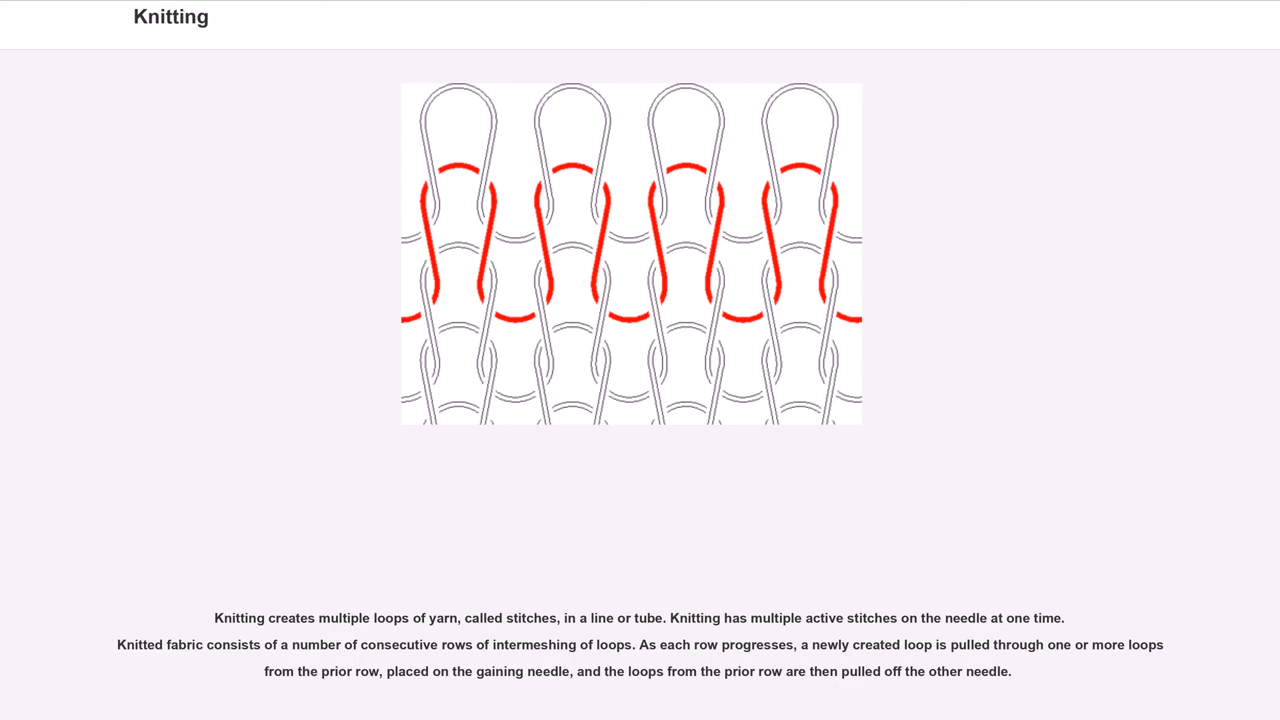 Knitting
Knitting creates multiple loops of yarn, called stitches, in a line or tube. Knitting has multiple active stitches on the needle at one time.
Knitted fabric consists of a number of consecutive rows of intermeshing of loops. As each row progresses, a newly created loop is pulled through one or more loops
from the prior row, placed on the gaining needle, and the loops from the prior row are then pulled off the other needle.